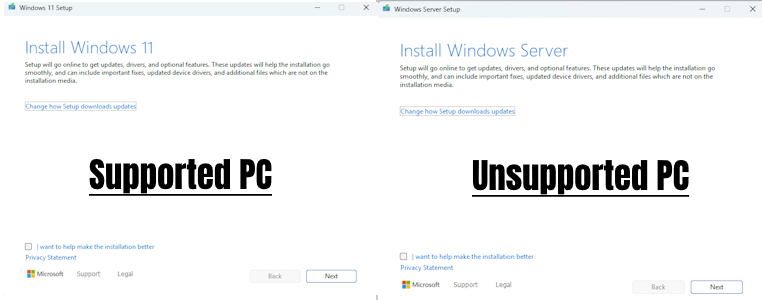 Windows 11 Setup
Install Windows 11
Setup will go online to get updates, drivers, and optional features. These updates will help the installation go
smoothly, and can include important fixes, updated device drivers, and additional files which are not on the
installation media.
Change how Setup downloads updates
Supported PC
I want to help make the installation better
Privacy Statement
Microsoft Support Legal
Back Next
Windows Server Setup
Install Windows Server
Setup will go online to get updates, drivers, and optional features. These updates will help the installation go
smoothly, and can include important fixes, updated device drivers, and additional files which are not on the
installation media.
Change how Setup downloads updates
Unsupported PC
I want to help make the installation better
Privacy Statement
Microsoft Support Legal
Back Next